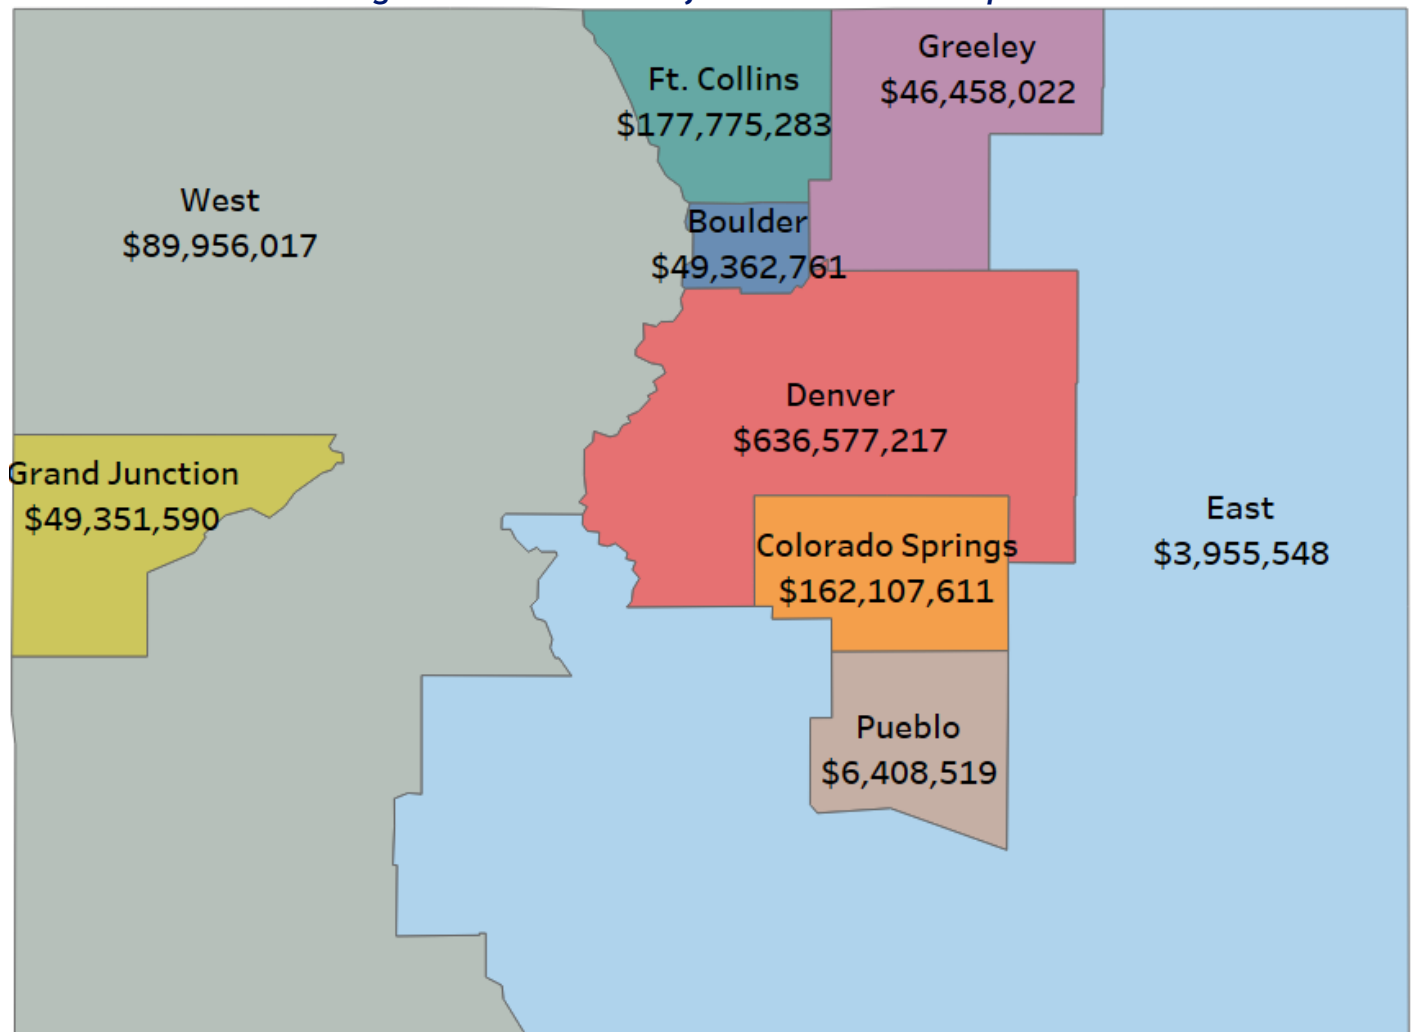 Greeley
$46,458,022
Ft. Collins
$177,775,283
West
$89,956,017
Boulder
$49,362,761
Denver
$636,577,217
Grand Junction
$49,351,590
East
$3,955,548
Colorado Springs
$162,107,611
Pueblo
$6,408,519